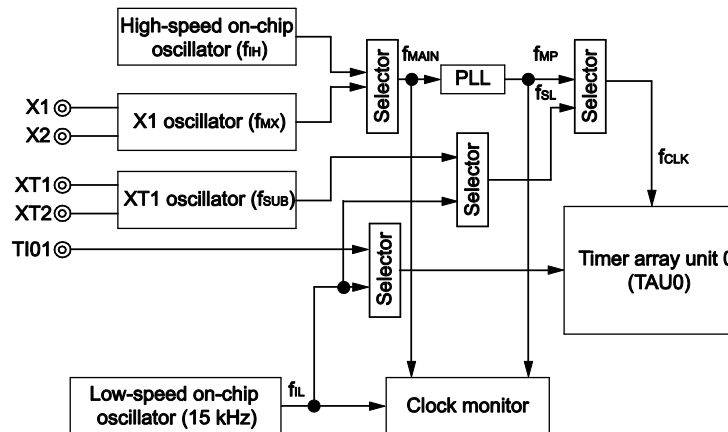 High-speed on-chip
oscillator (fIH)
Selector
fMAIN
PLL
fMP
fSL
Selector
X1
X2
X1 oscillator (fMX)
XT1
XT2
XT1 oscillator (fSUB)
Selector
fCLK
TI01
Selector
Timer array unit 0
(TAU0)
Low-speed on-chip
oscillator (15 kHz)
fIL
Clock monitor